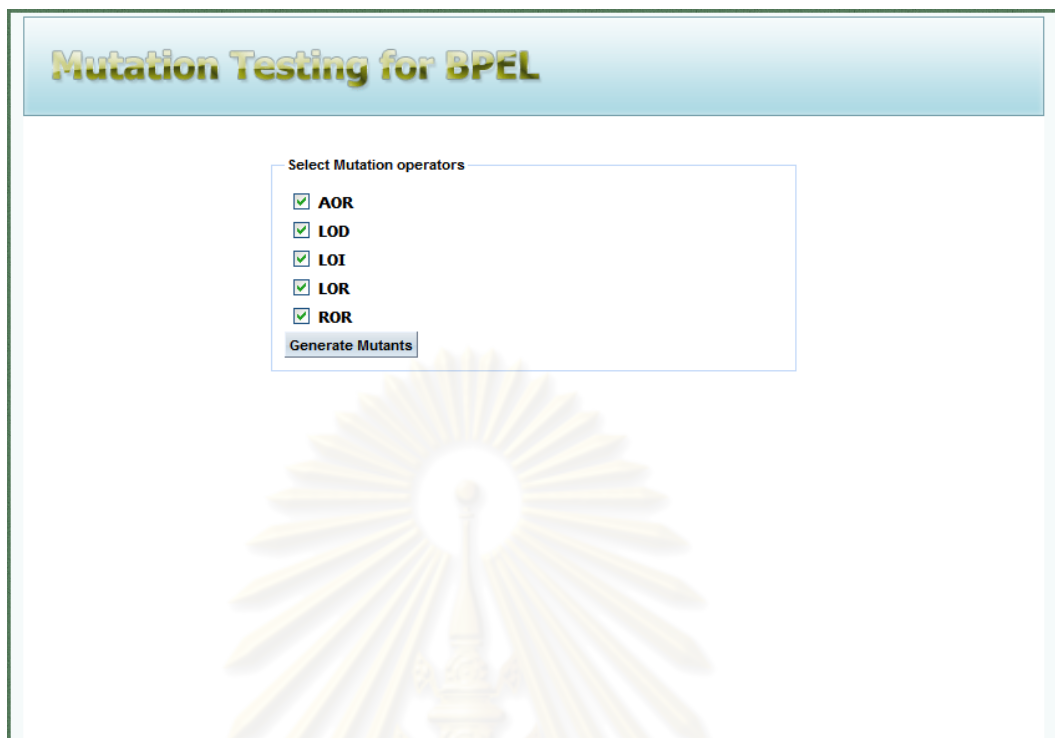 Mutation Testing for BPEL
Select Mutation operators
AOR
LOD
LOI
LOR
ROR
Generate Mutants